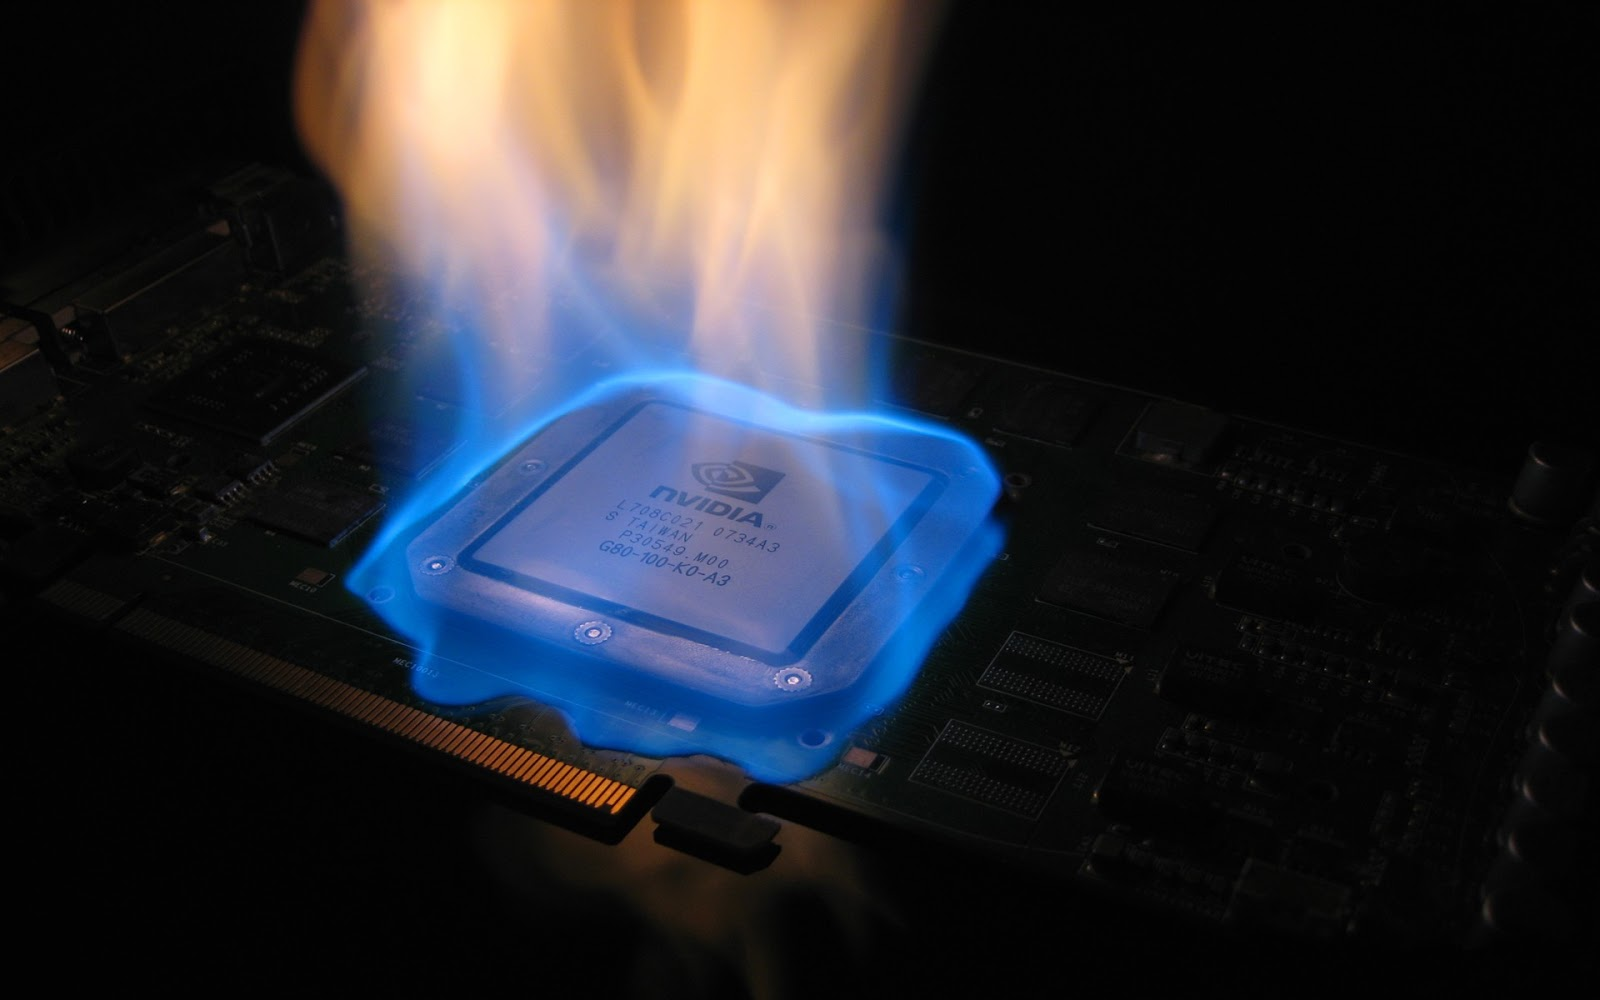 NVIDIA
L708C021 0734A3
S TAIWAN
P30549.M00
G80-100-K0-A3